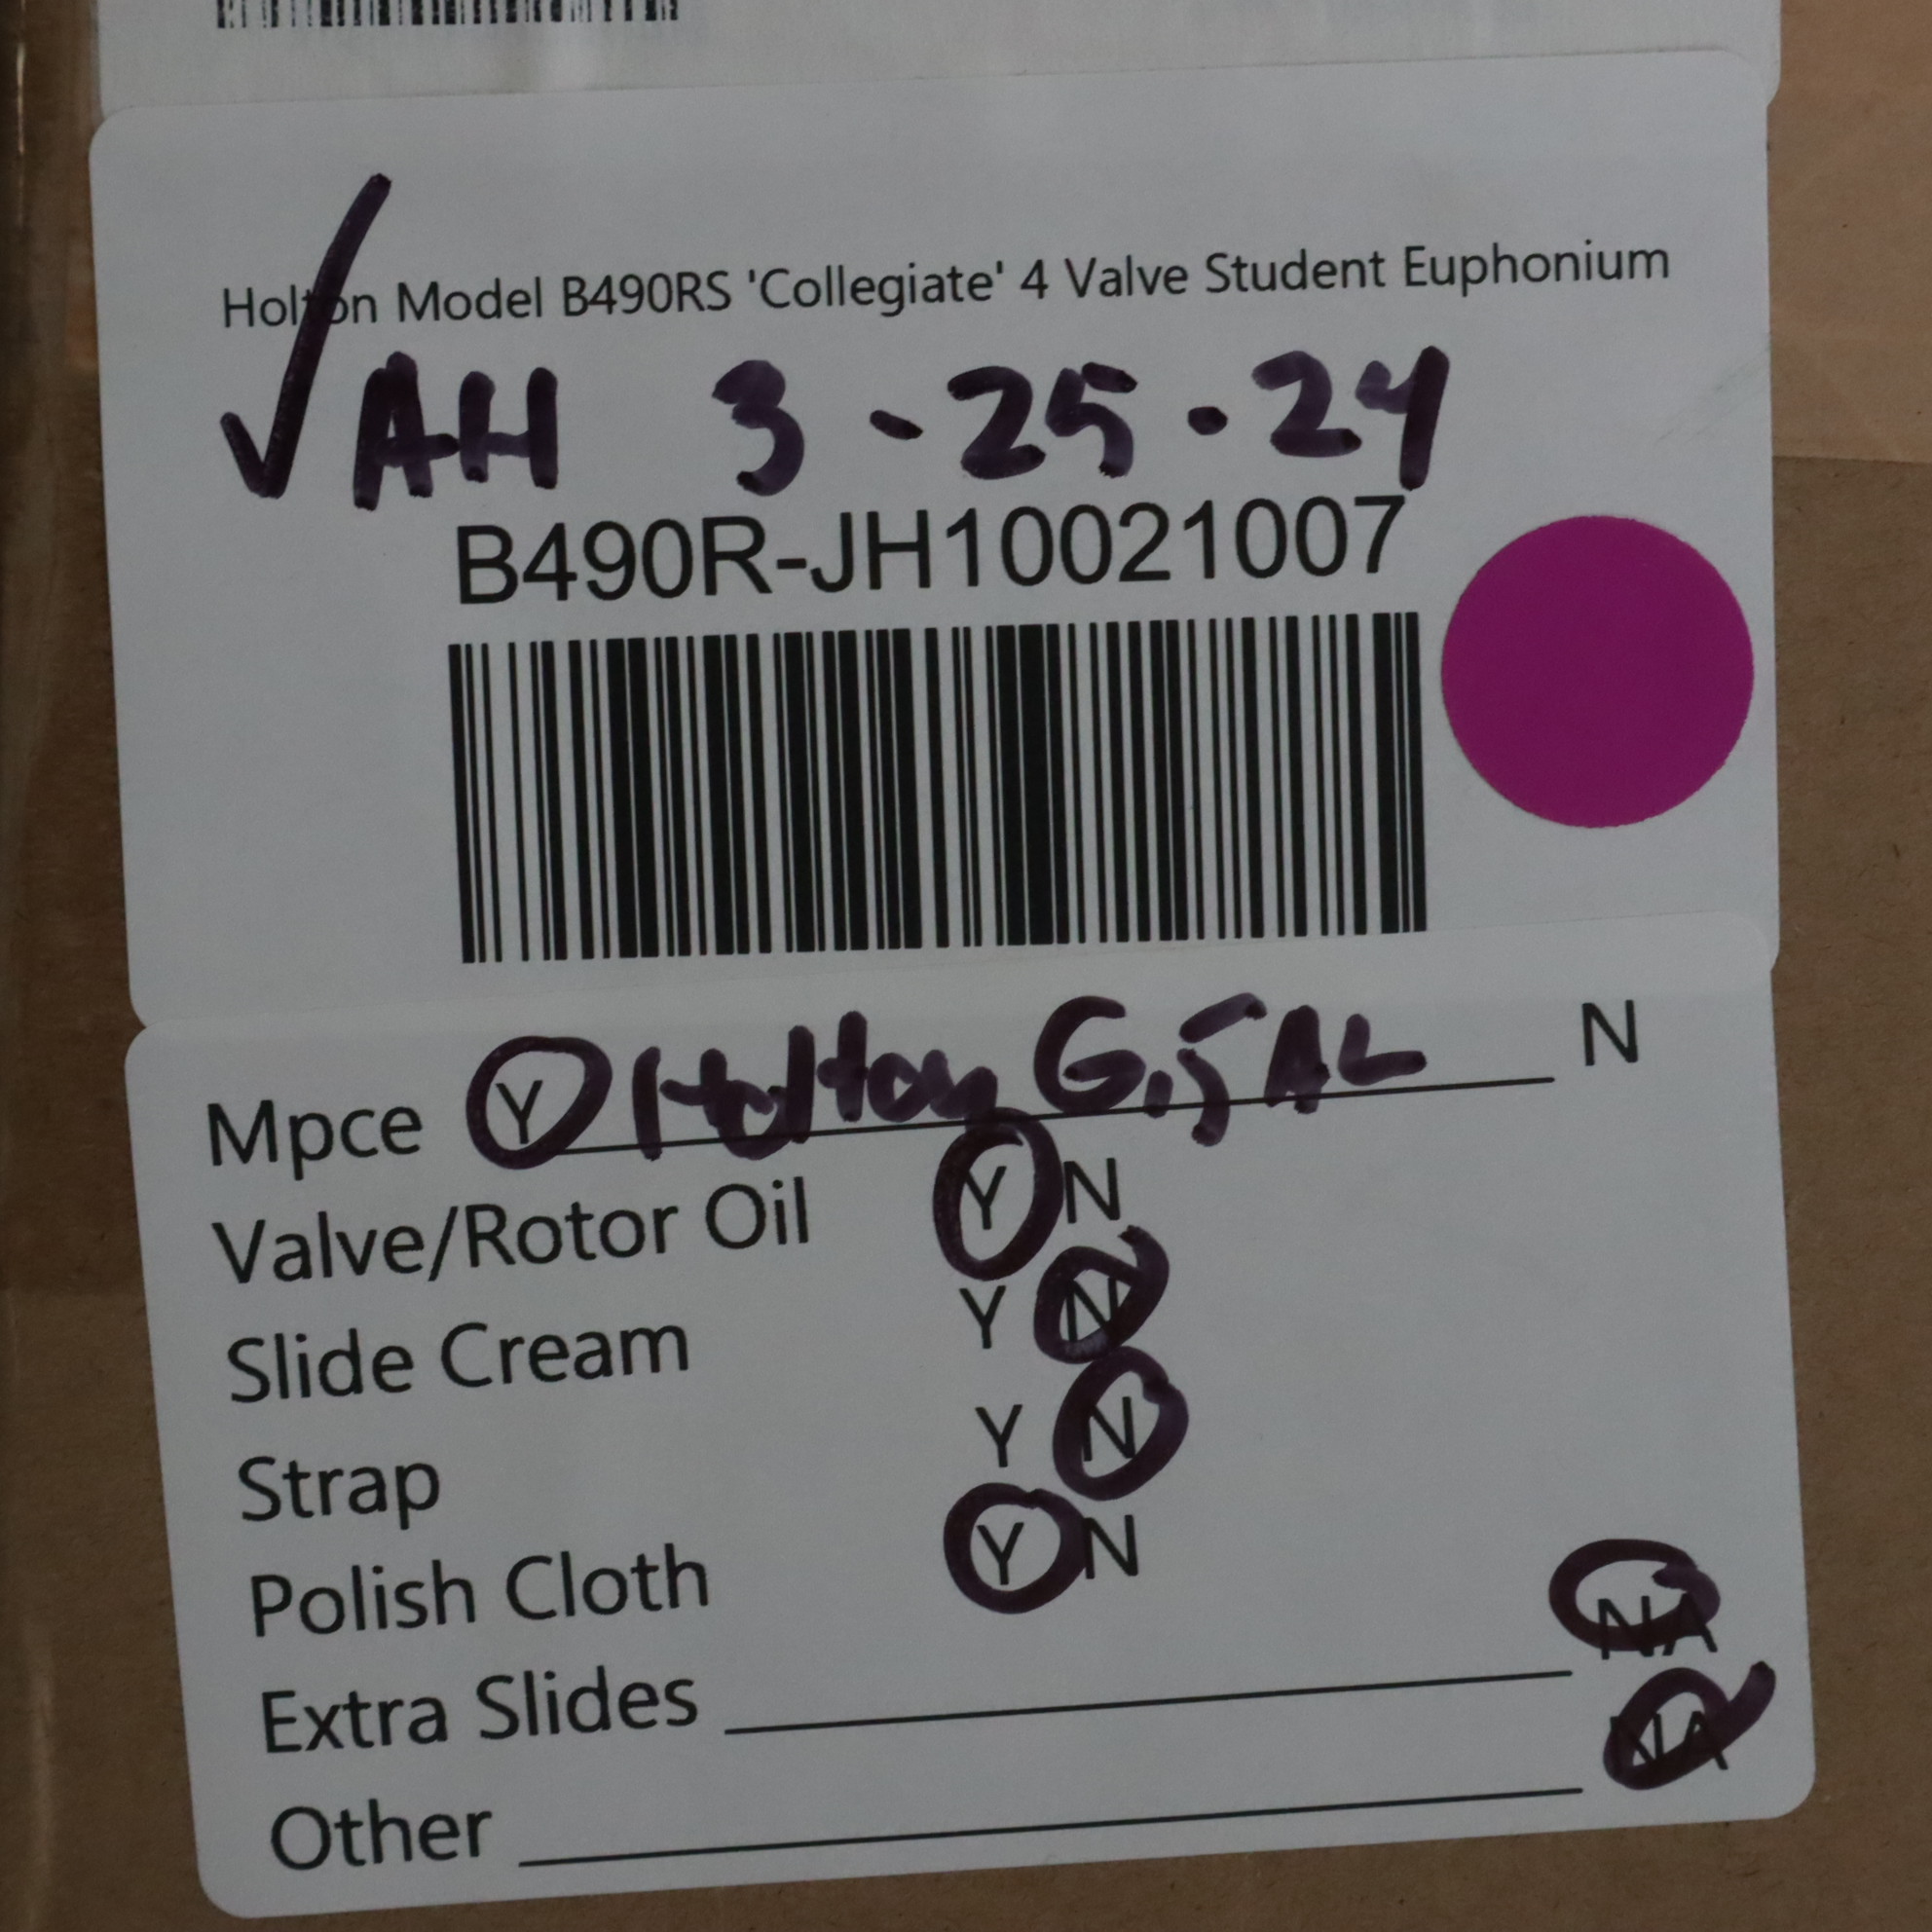 Holton Model B490RS 'Collegiate' 4 Valve Student Euphonium
✓ AH 3-25-24
B490R-JH10021007
Mpce Y Holton 6.5AL N
Valve/Rotor Oil Y N
Slide Cream Y N
Strap Y N
Polish Cloth Y N
Extra Slides NA
Other NA